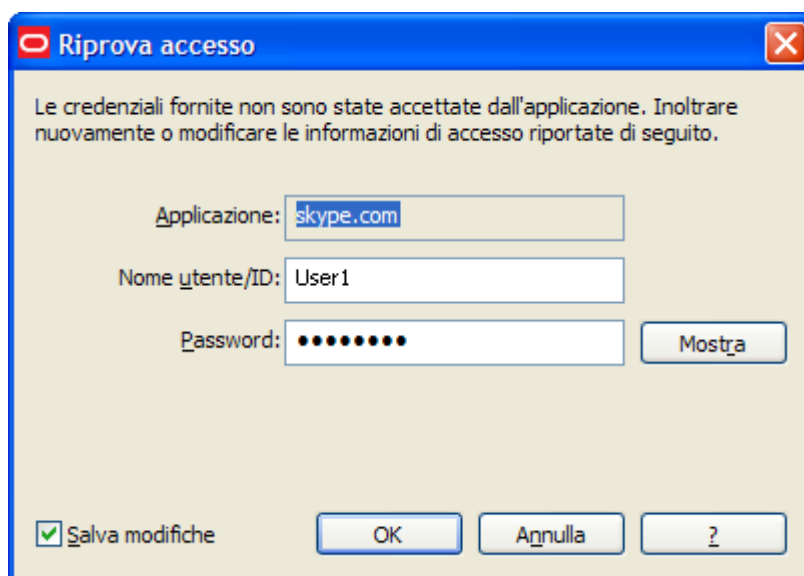 Riprova accesso
Le credenziali fornite non sono state accettate dall'applicazione. Inoltrare
nuovamente o modificare le informazioni di accesso riportate di seguito.
Applicazione: skype.com
Nome utente/ID: User1
Password: ●●●●●●●● Mostra
Salva modifiche OK Annulla ?